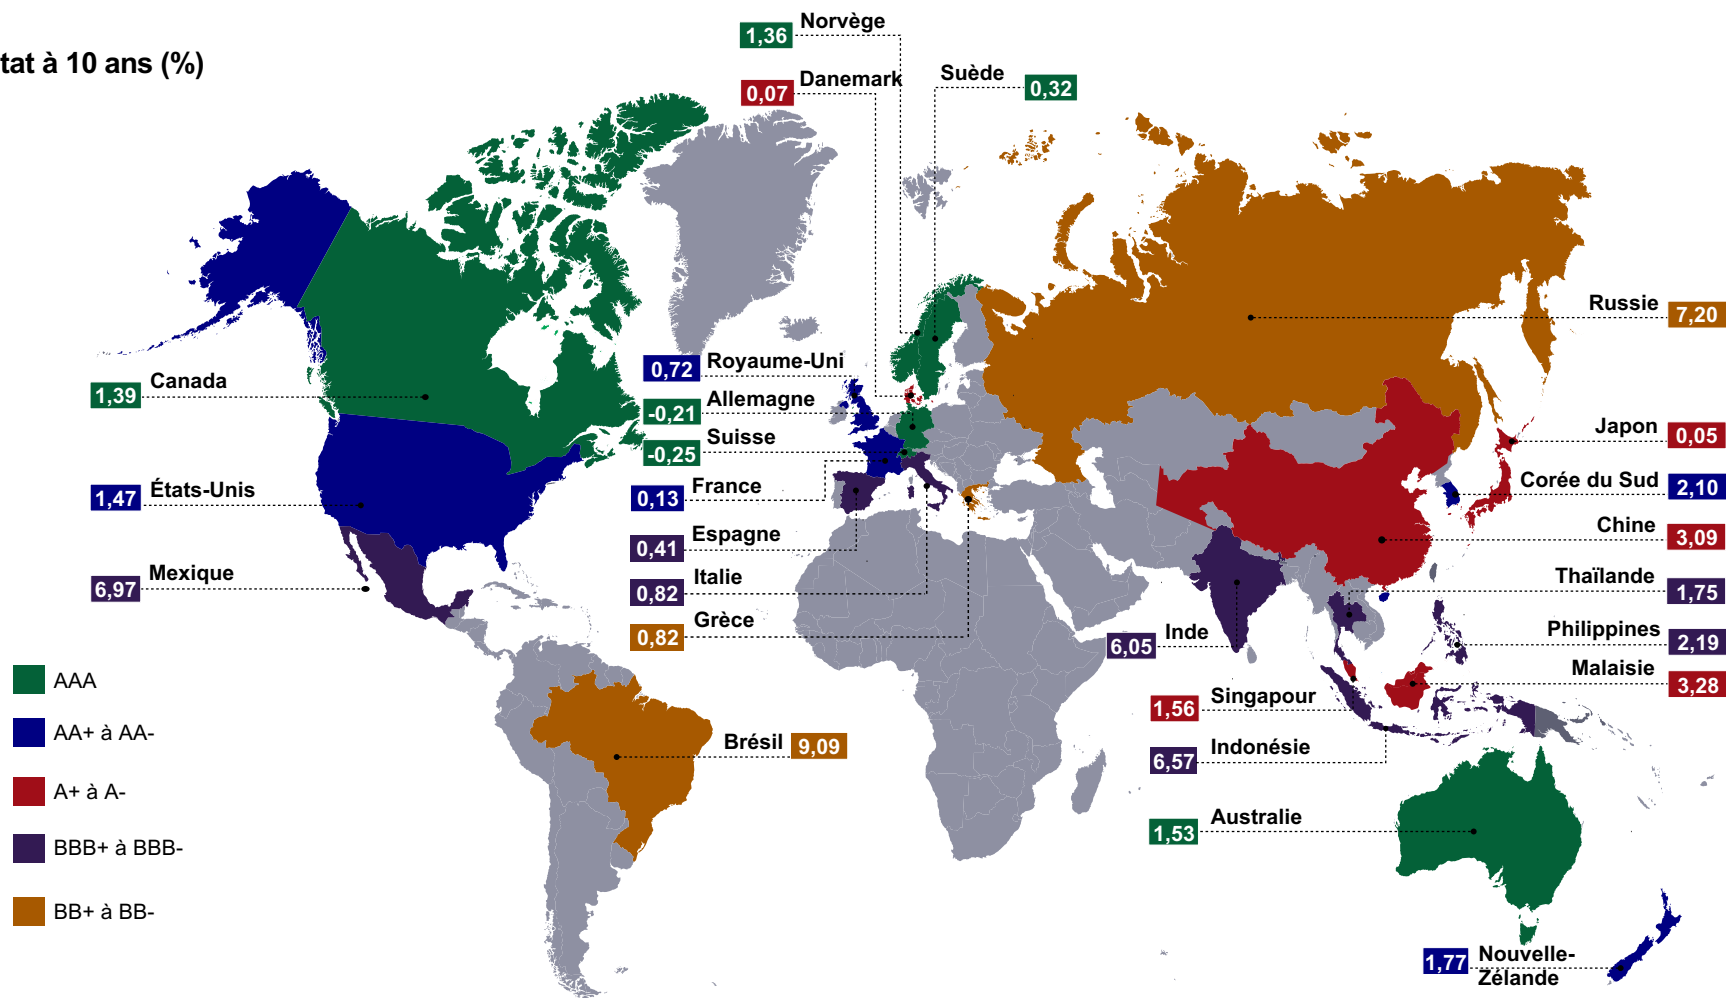 tat à 10 ans (%)
Norvège
1,36
Danemark
0,07
Suède
0,32
Russie
7,20
Royaume-Uni
0,72
Canada
1,39
Allemagne
-0,21
Suisse
-0,25
Japon
0,05
États-Unis
1,47
France
0,13
Corée du Sud
2,10
Chine
3,09
Espagne
0,41
Mexique
6,97
Italie
0,82
Thaïlande
1,75
Grèce
0,82
Inde
6,05
Philippines
2,19
Malaisie
3,28
Singapour
1,56
Indonésie
6,57
Brésil
9,09
Australie
1,53
Nouvelle-
Zélande
1,77
AAA
AA+ à AA-
A+ à A-
BBB+ à BBB-
BB+ à BB-